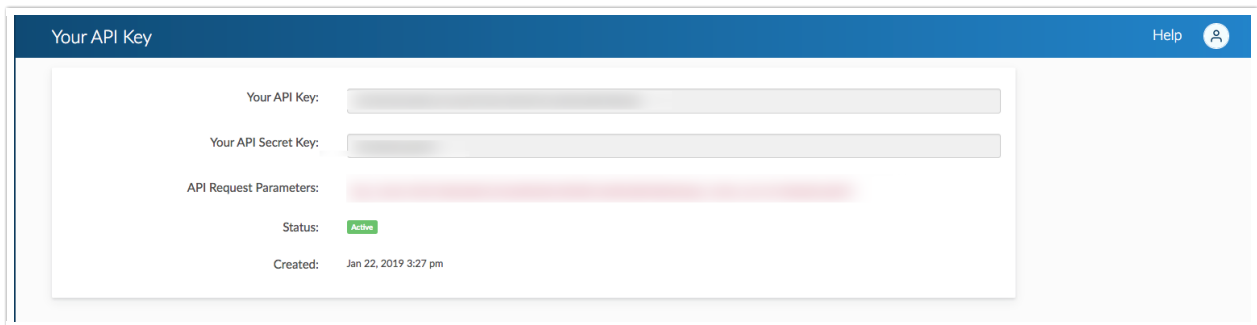 Your API Key
Help
Your API Key:
Your API Secret Key:
API Request Parameters:
Status: Active
Created: Jan 22, 2019 3:27 pm